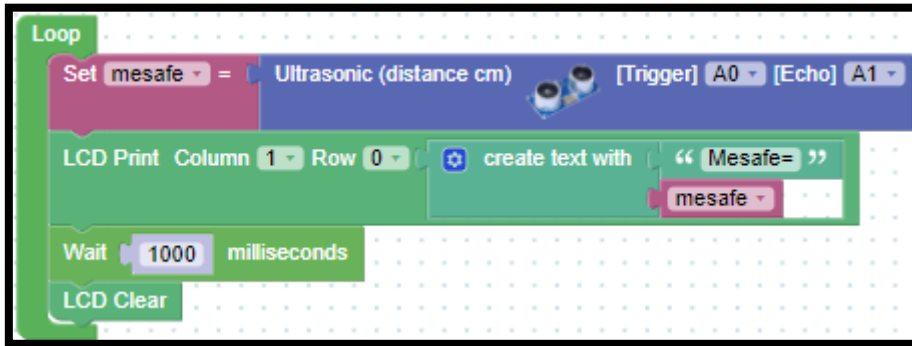 Loop
Set mesafe = Ultrasonic (distance cm) [Trigger] A0 [Echo] A1
LCD Print Column 1 Row 0 create text with “ Mesafe= ”
mesafe
Wait 1000 milliseconds
LCD Clear